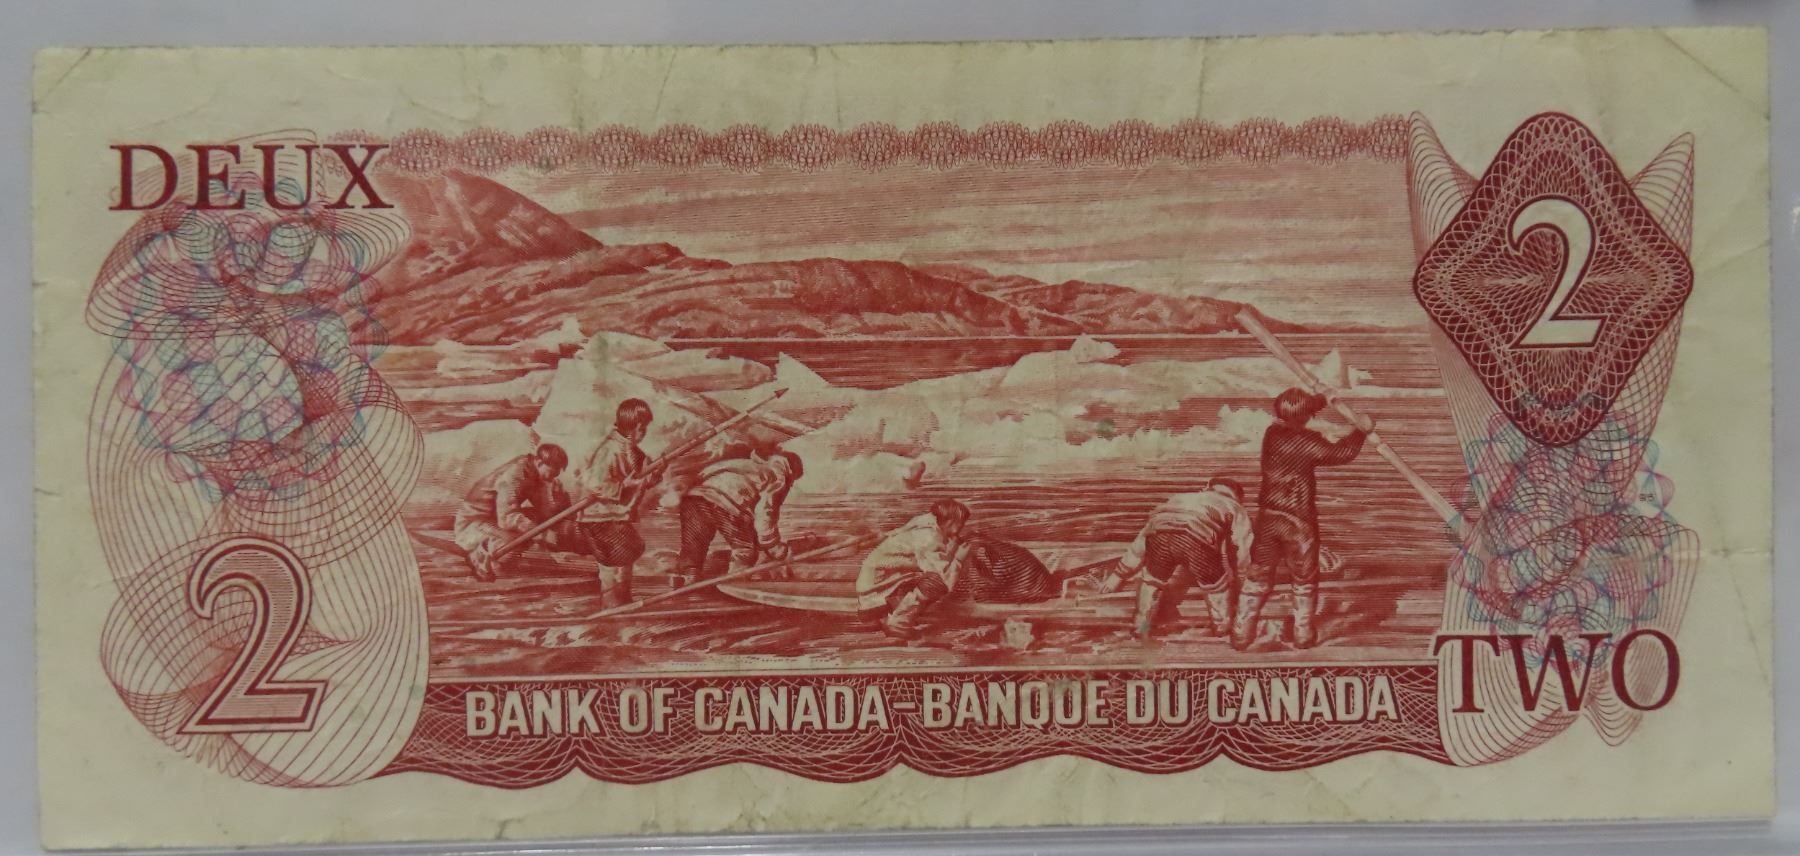 DEUX
2
2
BANK OF CANADA–BANQUE DU CANADA
TWO